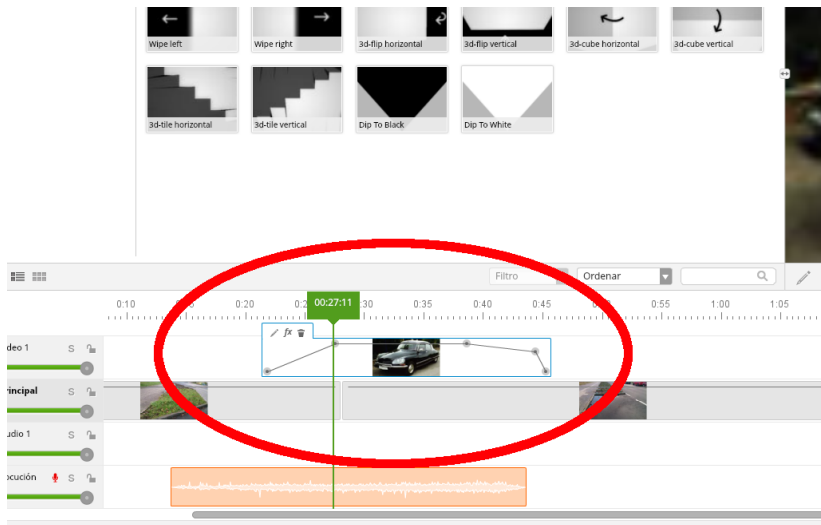 Wipe left
Wipe right
3d-flip horizontal
3d-flip vertical
3d-cube horizontal
3d-cube vertical
3d-tile horizontal
3d-tile vertical
Dip To Black
Dip To White
Filtro
Ordenar
00:27:11
0:10
0:20
:30
0:35
0:40
0:45
0:55
1:00
1:05
fx
deo 1
S
rincipal
S
udio 1
S
ocución
S